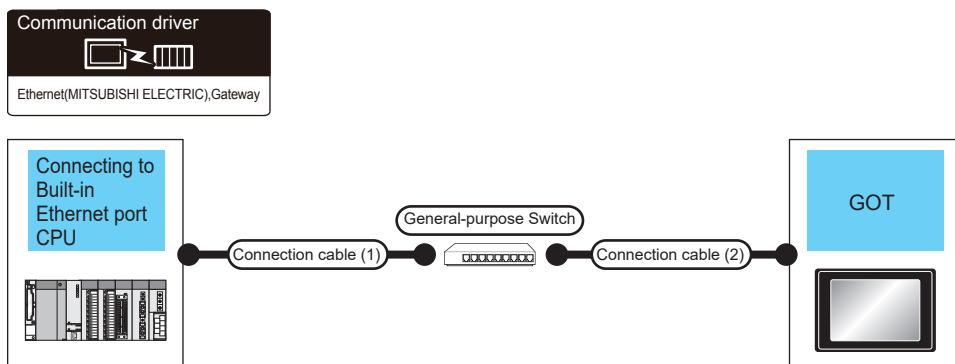 Communication driver
Ethernet(MITSUBISHI ELECTRIC),Gateway
Connecting to
Built-in
Ethernet port
CPU
Connection cable (1)
General-purpose Switch
Connection cable (2)
GOT